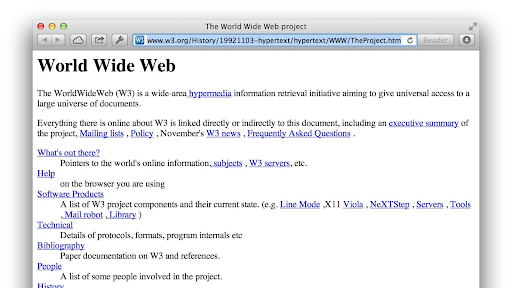 The World Wide Web project
www.w3.org/History/19921103-hypertext/hypertext/WWW/TheProject.htm
Reader
World Wide Web
The WorldWideWeb (W3) is a wide-area hypermedia information retrieval initiative aiming to give universal access to a
large universe of documents.
Everything there is online about W3 is linked directly or indirectly to this document, including an executive summary of
the project, Mailing lists , Policy , November's W3 news , Frequently Asked Questions .
What's out there?
Pointers to the world's online information, subjects , W3 servers, etc.
Help
on the browser you are using
Software Products
A list of W3 project components and their current state. (e.g. Line Mode ,X11 Viola , NeXTStep , Servers , Tools
, Mail robot , Library )
Technical
Details of protocols, formats, program internals etc
Bibliography
Paper documentation on W3 and references.
People
A list of some people involved in the project.
History